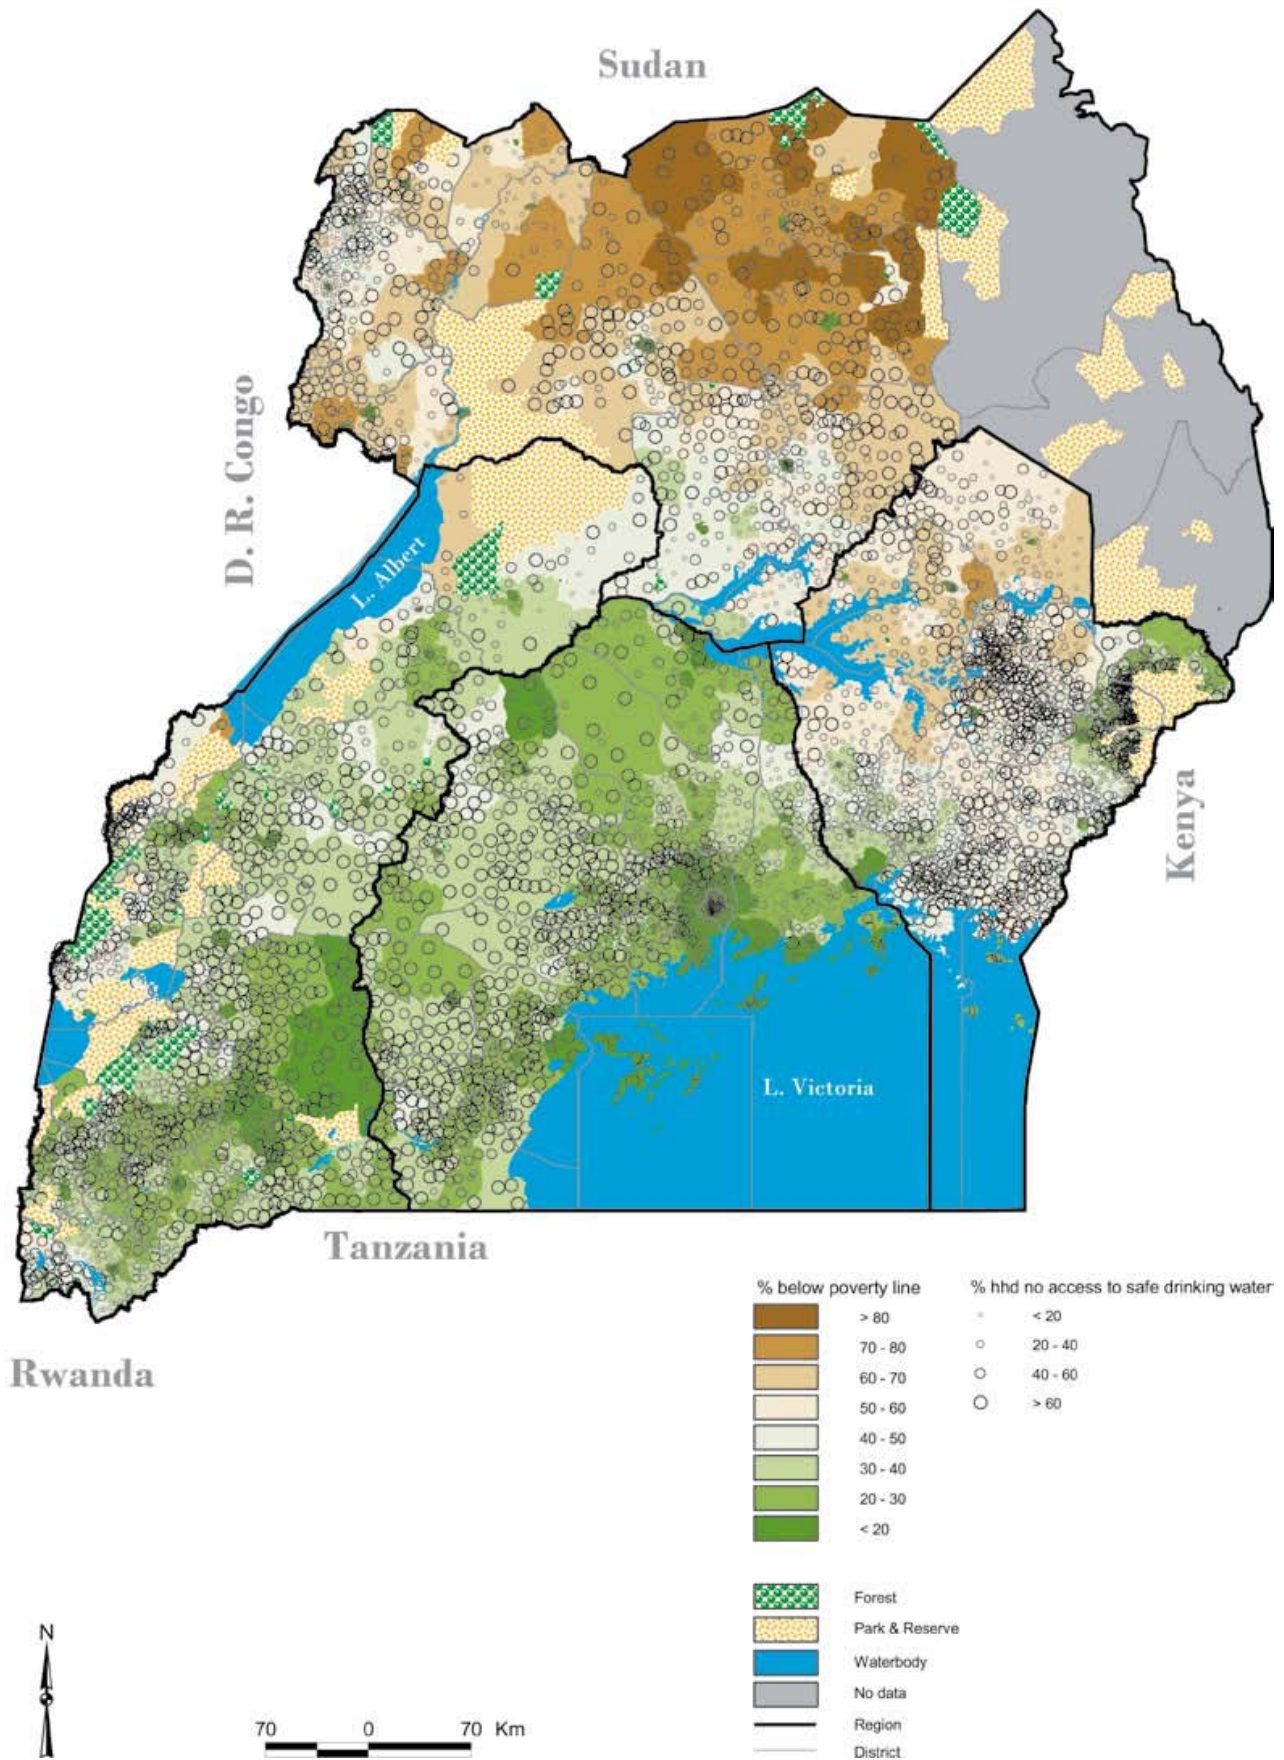 Sudan
D. R. Congo
L. Albert
Kenya
L. Victoria
Tanzania
Rwanda
% below poverty line
> 80
70 - 80
60 - 70
50 - 60
40 - 50
30 - 40
20 - 30
< 20
% hhd no access to safe drinking water
< 20
20 - 40
40 - 60
> 60
Forest
Park & Reserve
Waterbody
No data
Region
District
N
70 0 70 Km